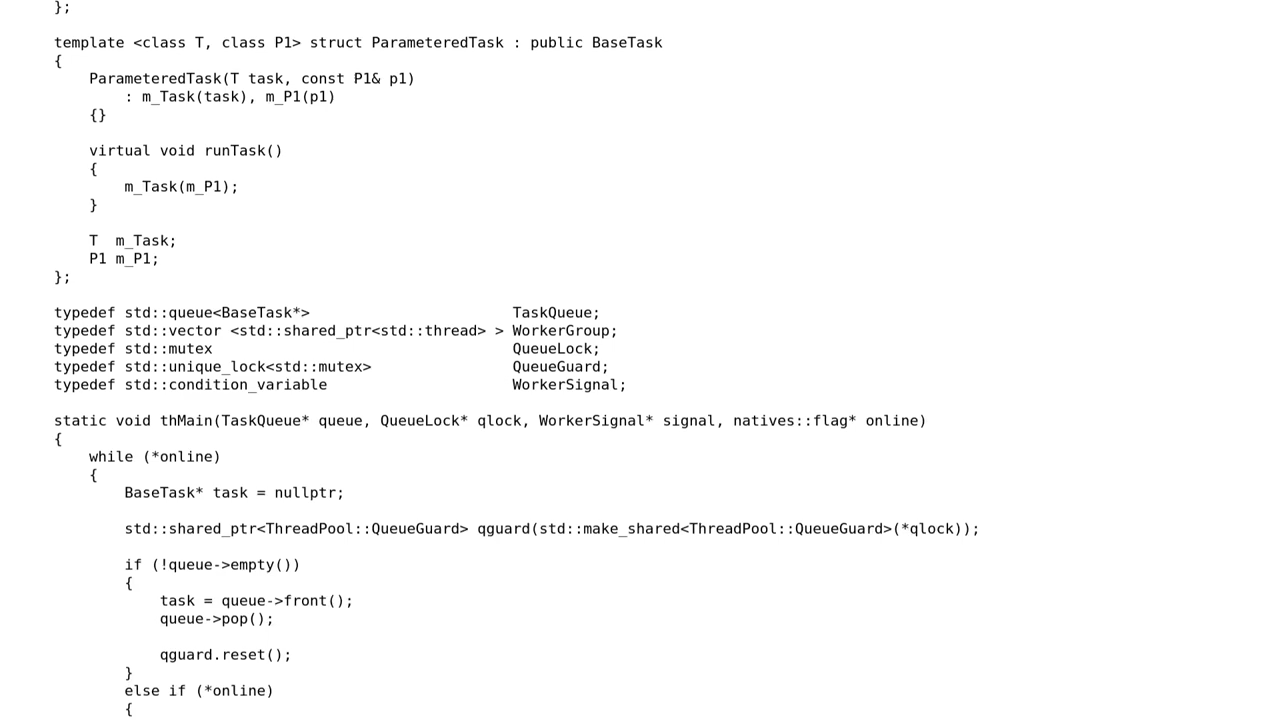 };

template <class T, class P1> struct ParameteredTask : public BaseTask
{
    ParameteredTask(T task, const P1& p1)
        : m_Task(task), m_P1(p1)
    {}

    virtual void runTask()
    {
        m_Task(m_P1);
    }

    T  m_Task;
    P1 m_P1;
};

typedef std::queue<BaseTask*>                       TaskQueue;
typedef std::vector <std::shared_ptr<std::thread> > WorkerGroup;
typedef std::mutex                                  QueueLock;
typedef std::unique_lock<std::mutex>                QueueGuard;
typedef std::condition_variable                     WorkerSignal;

static void thMain(TaskQueue* queue, QueueLock* qlock, WorkerSignal* signal, natives::flag* online)
{
    while (*online)
    {
        BaseTask* task = nullptr;

        std::shared_ptr<ThreadPool::QueueGuard> qguard(std::make_shared<ThreadPool::QueueGuard>(*qlock));

        if (!queue->empty())
        {
            task = queue->front();
            queue->pop();

            qguard.reset();
        }
        else if (*online)
        {